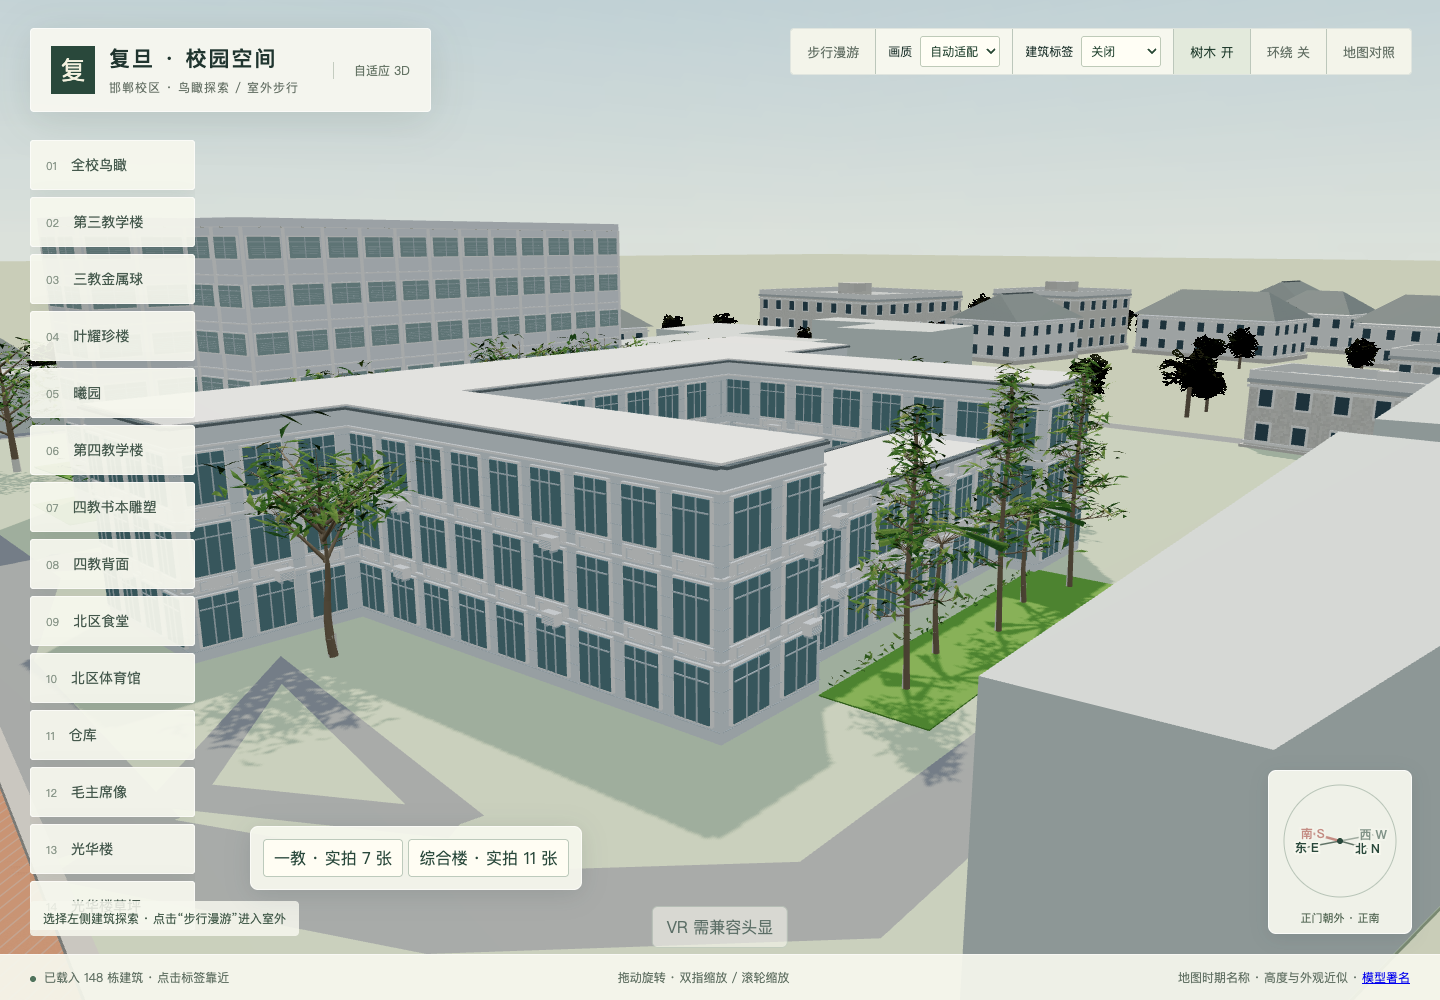 复
复旦 · 校园空间
邯郸校区 · 鸟瞰探索 / 室外步行
自适应 3D
步行漫游
画质
自动适配
建筑标签
关闭
树木 开
环绕 关
地图对照
01 全校鸟瞰
02 第三教学楼
03 三教金属球
04 叶耀珍楼
05 曦园
06 第四教学楼
07 四教书本雕塑
08 四教背面
09 北区食堂
10 北区体育馆
11 仓库
12 毛主席像
13 光华楼
14 光华楼草坪
选择左侧建筑探索 · 点击“步行漫游”进入室外
一教 · 实拍 7 张
综合楼 · 实拍 11 张
VR 需兼容头显
南·S
西·W
东·E
北 N
正门朝外 · 正南
已载入 148 栋建筑 · 点击标签靠近
拖动旋转 · 双指缩放 / 滚轮缩放
地图时期名称 · 高度与外观近似 · 模型署名